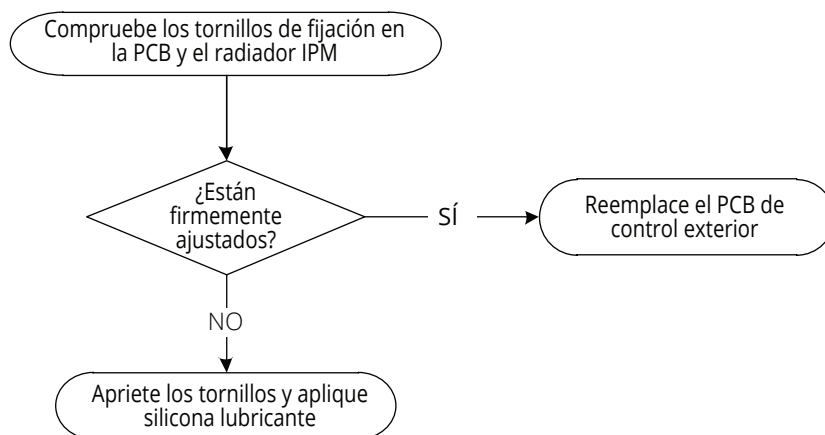 Compruebe los tornillos de fijación en
la PCB y el radiador IPM
¿Están
firmemente
ajustados?
SÍ
Reemplace el PCB de
control exterior
NO
Apriete los tornillos y aplique
silicona lubricante